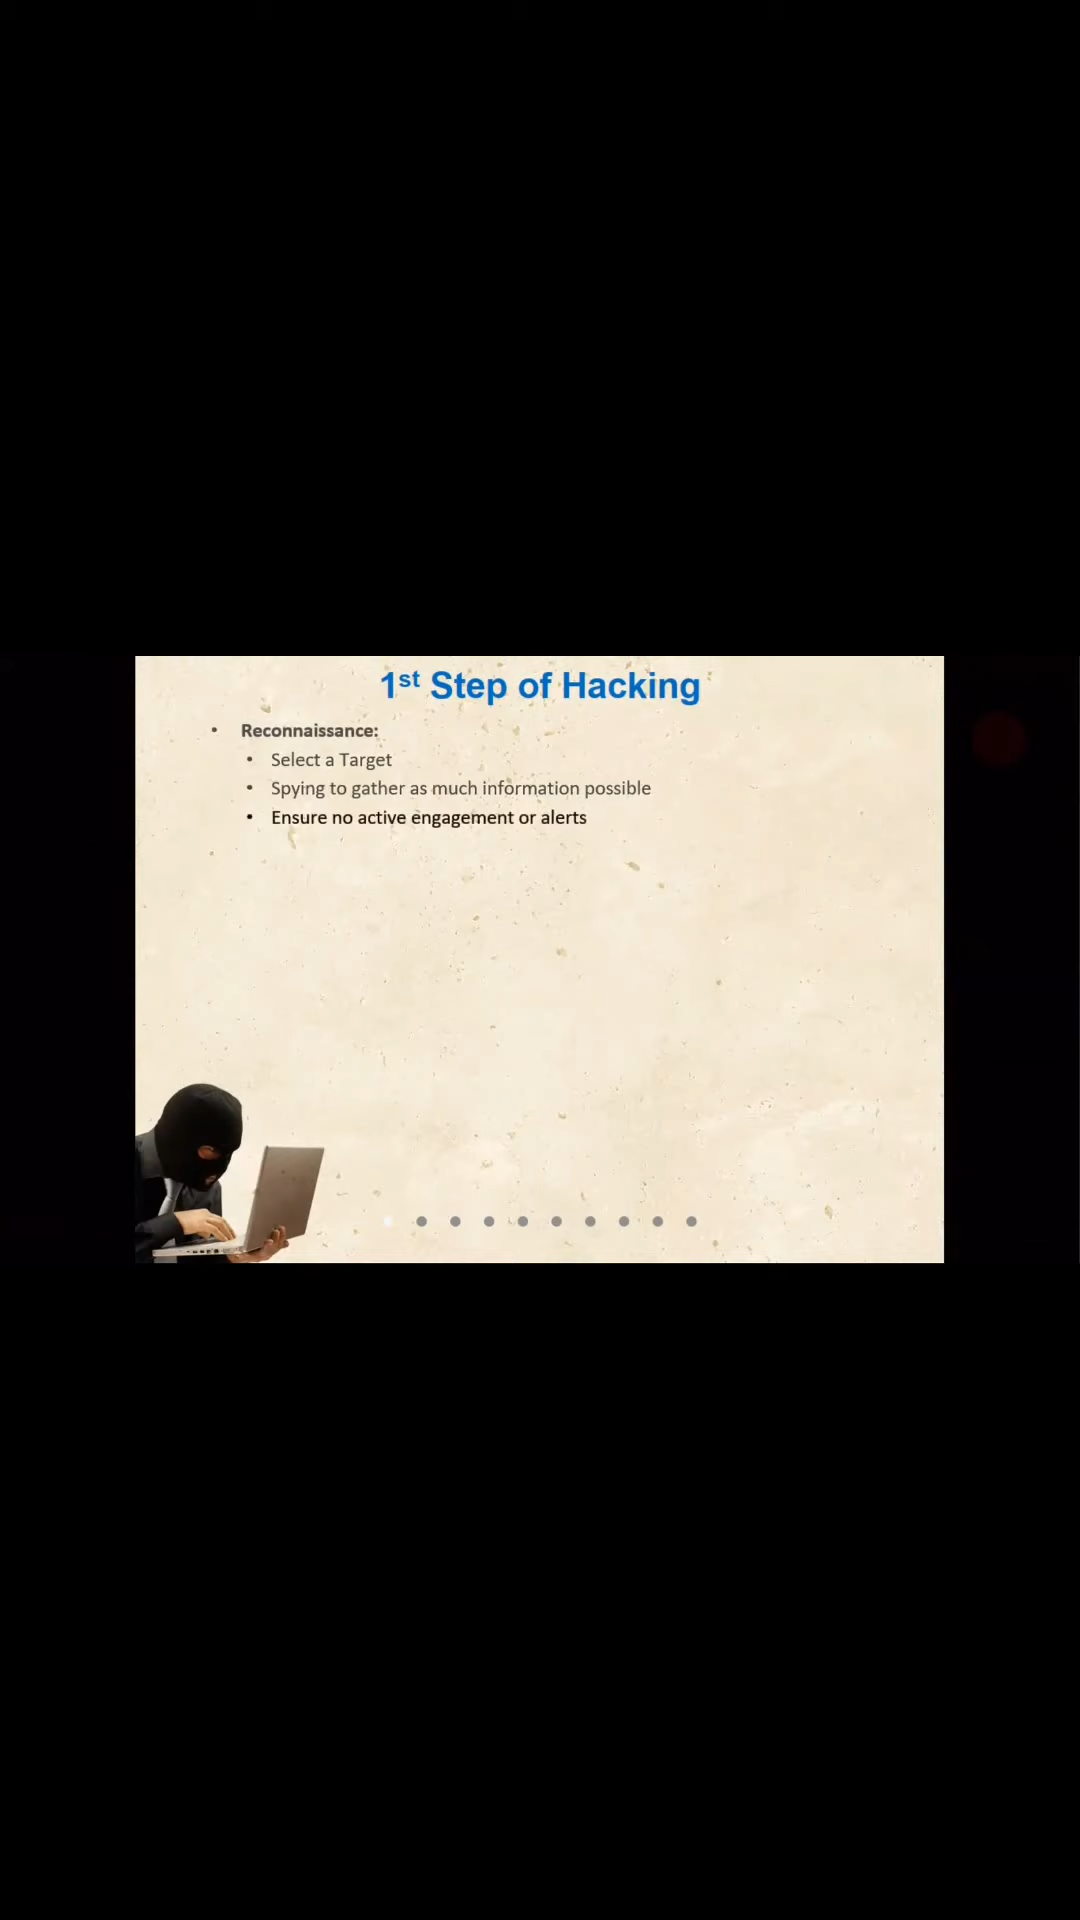 1st Step of Hacking
• Reconnaissance:
• Select a Target
• Spying to gather as much information possible
• Ensure no active engagement or alerts